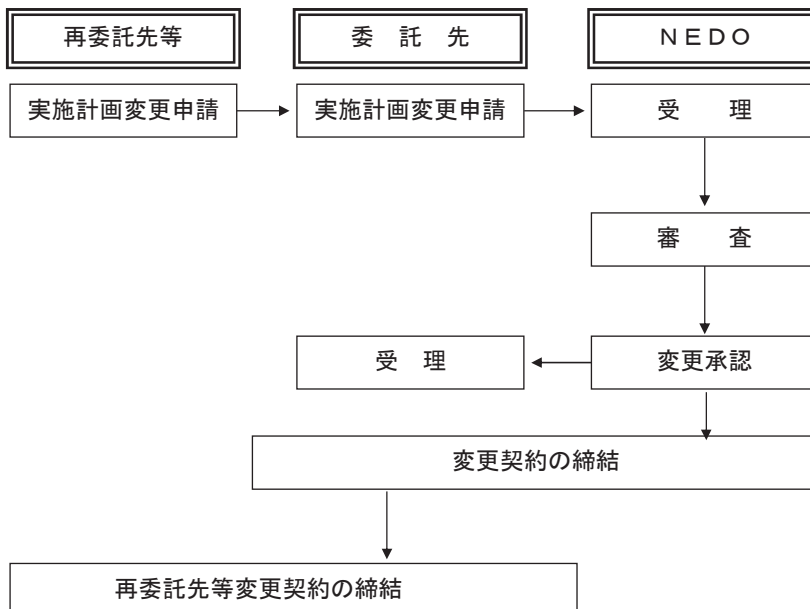 再委託先等
委 託 先
ＮＥＤＯ
実施計画変更申請
実施計画変更申請
受 理
審 査
受 理
変更承認
変更契約の締結
再委託先等変更契約の締結